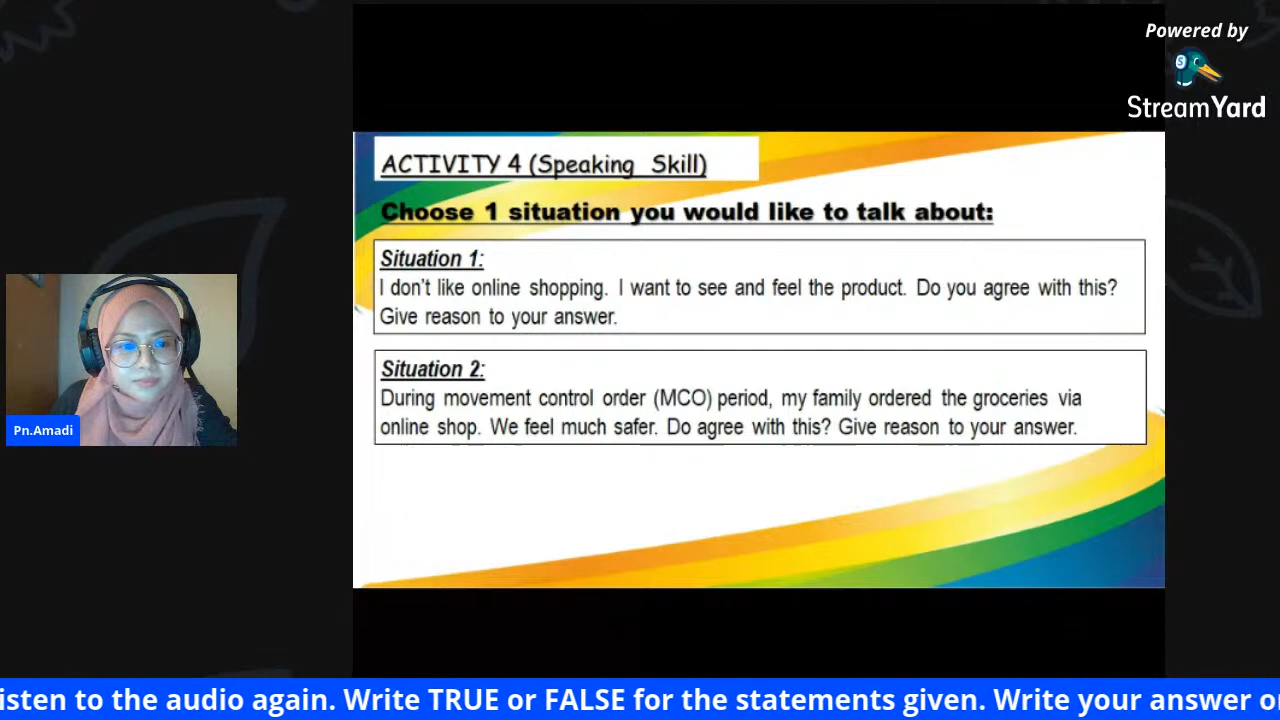 Powered by
StreamYard
ACTIVITY 4 (Speaking Skill)
Choose 1 situation you would like to talk about:
Situation 1:
I don't like online shopping. I want to see and feel the product. Do you agree with this?
Give reason to your answer.
Situation 2:
During movement control order (MCO) period, my family ordered the groceries via
online shop. We feel much safer. Do agree with this? Give reason to your answer.
Pn.Amadi
isten to the audio again. Write TRUE or FALSE for the statements given. Write your answer o